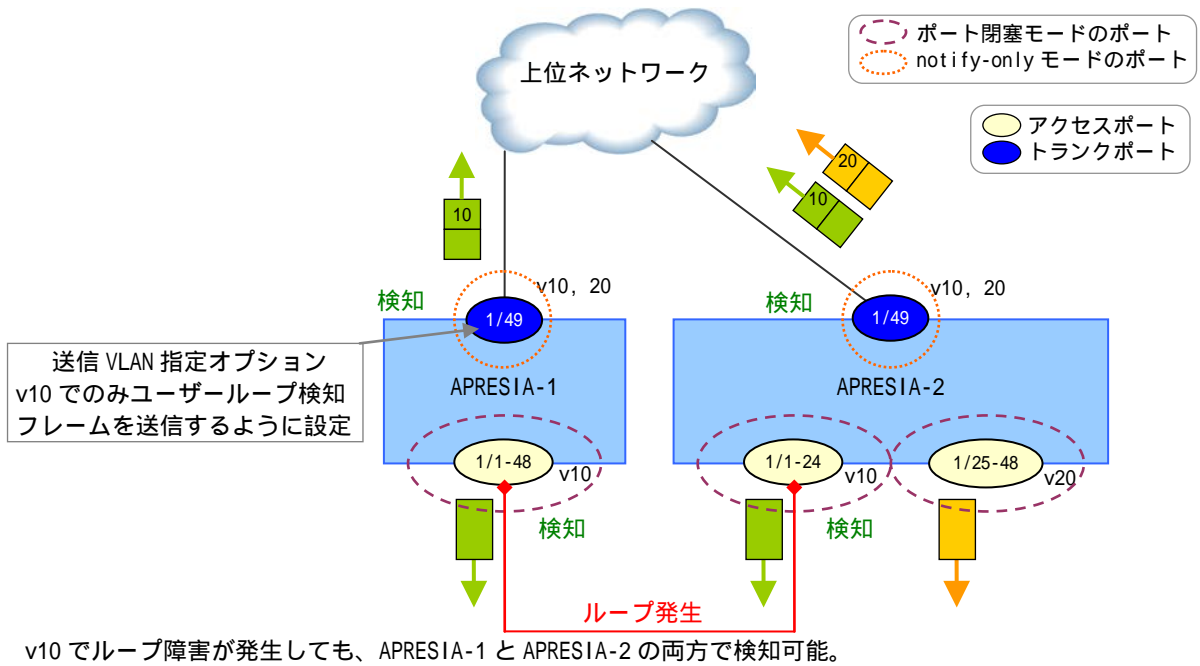 上位ネットワーク
ポート閉塞モードのポート
notify-only モードのポート
アクセスポート
トランクポート
20
10
10
検知
v10, 20
1/49
検知
v10, 20
1/49
送信 VLAN 指定オプション
v10 でのみユーザーループ検知
フレームを送信するように設定
APRESIA-1
APRESIA-2
1/1-48
v10
1/1-24
v10
1/25-48
v20
検知
検知
ループ発生
v10 でループ障害が発生しても、APRESIA-1 と APRESIA-2 の両方で検知可能。